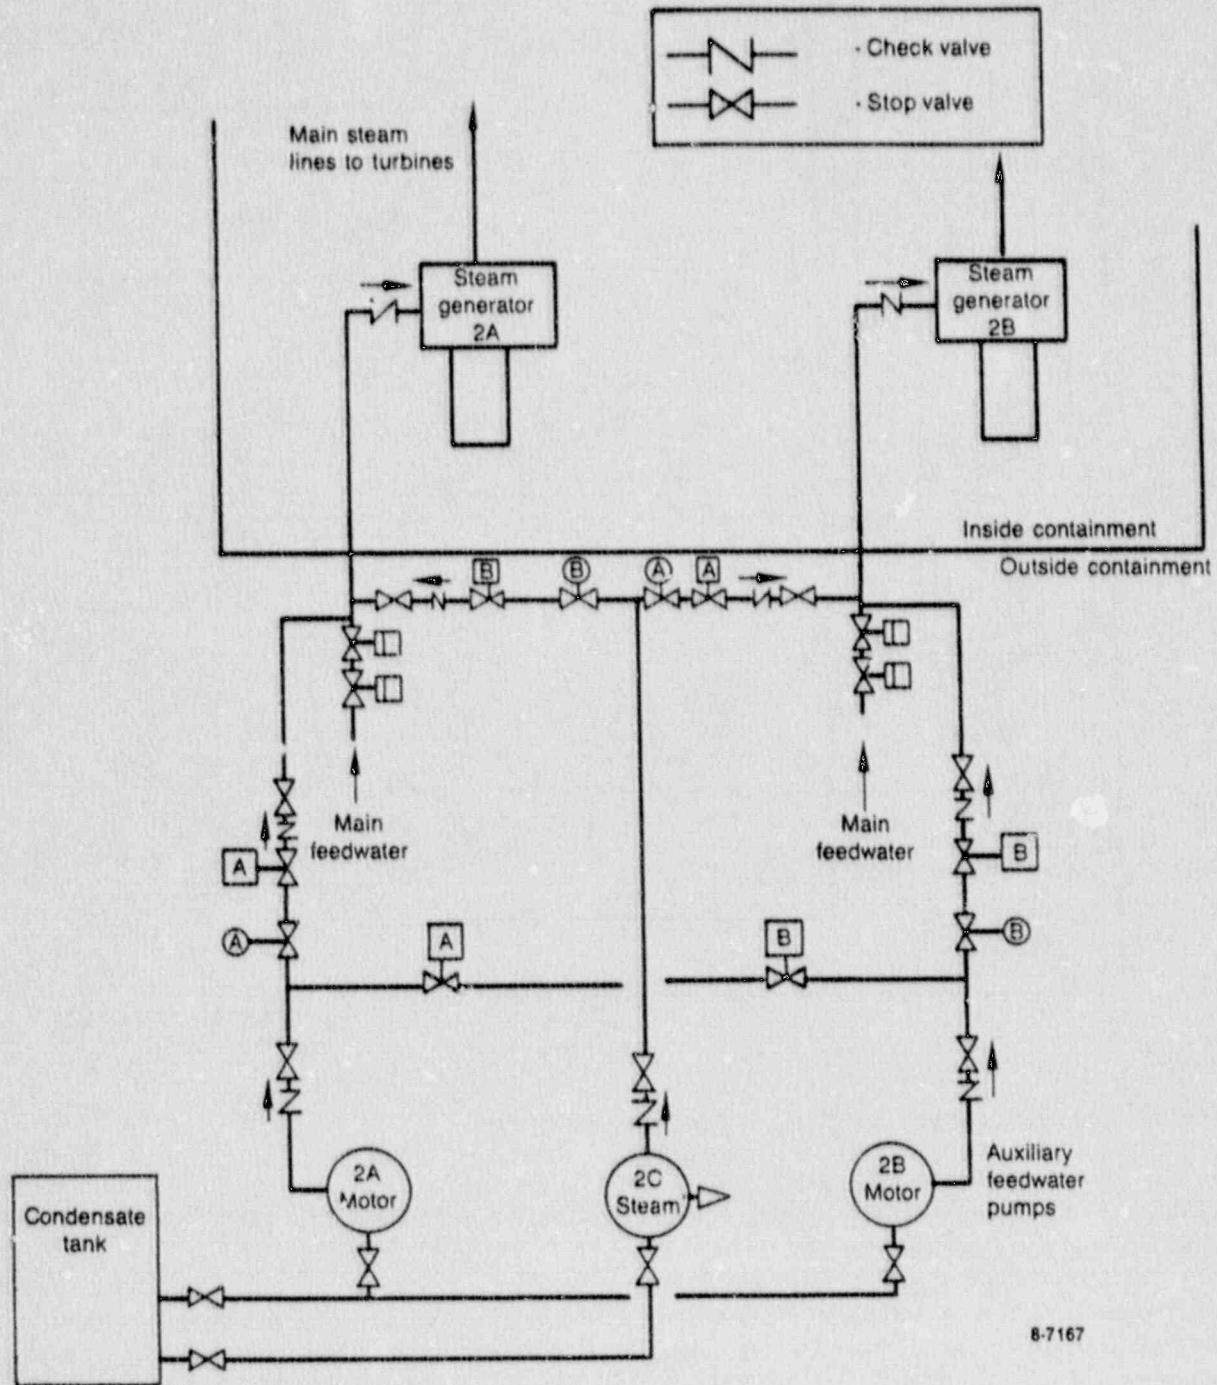 · Check valve
· Stop valve
Main steam
lines to turbines
Steam
generator
2A
Steam
generator
2B
Inside containment
Outside containment
B
B
A
A
Main
feedwater
Main
feedwater
A
B
A
B
A
B
2A
Motor
2C
Steam
2B
Motor
Auxiliary
feedwater
pumps
Condensate
tank
8-7167